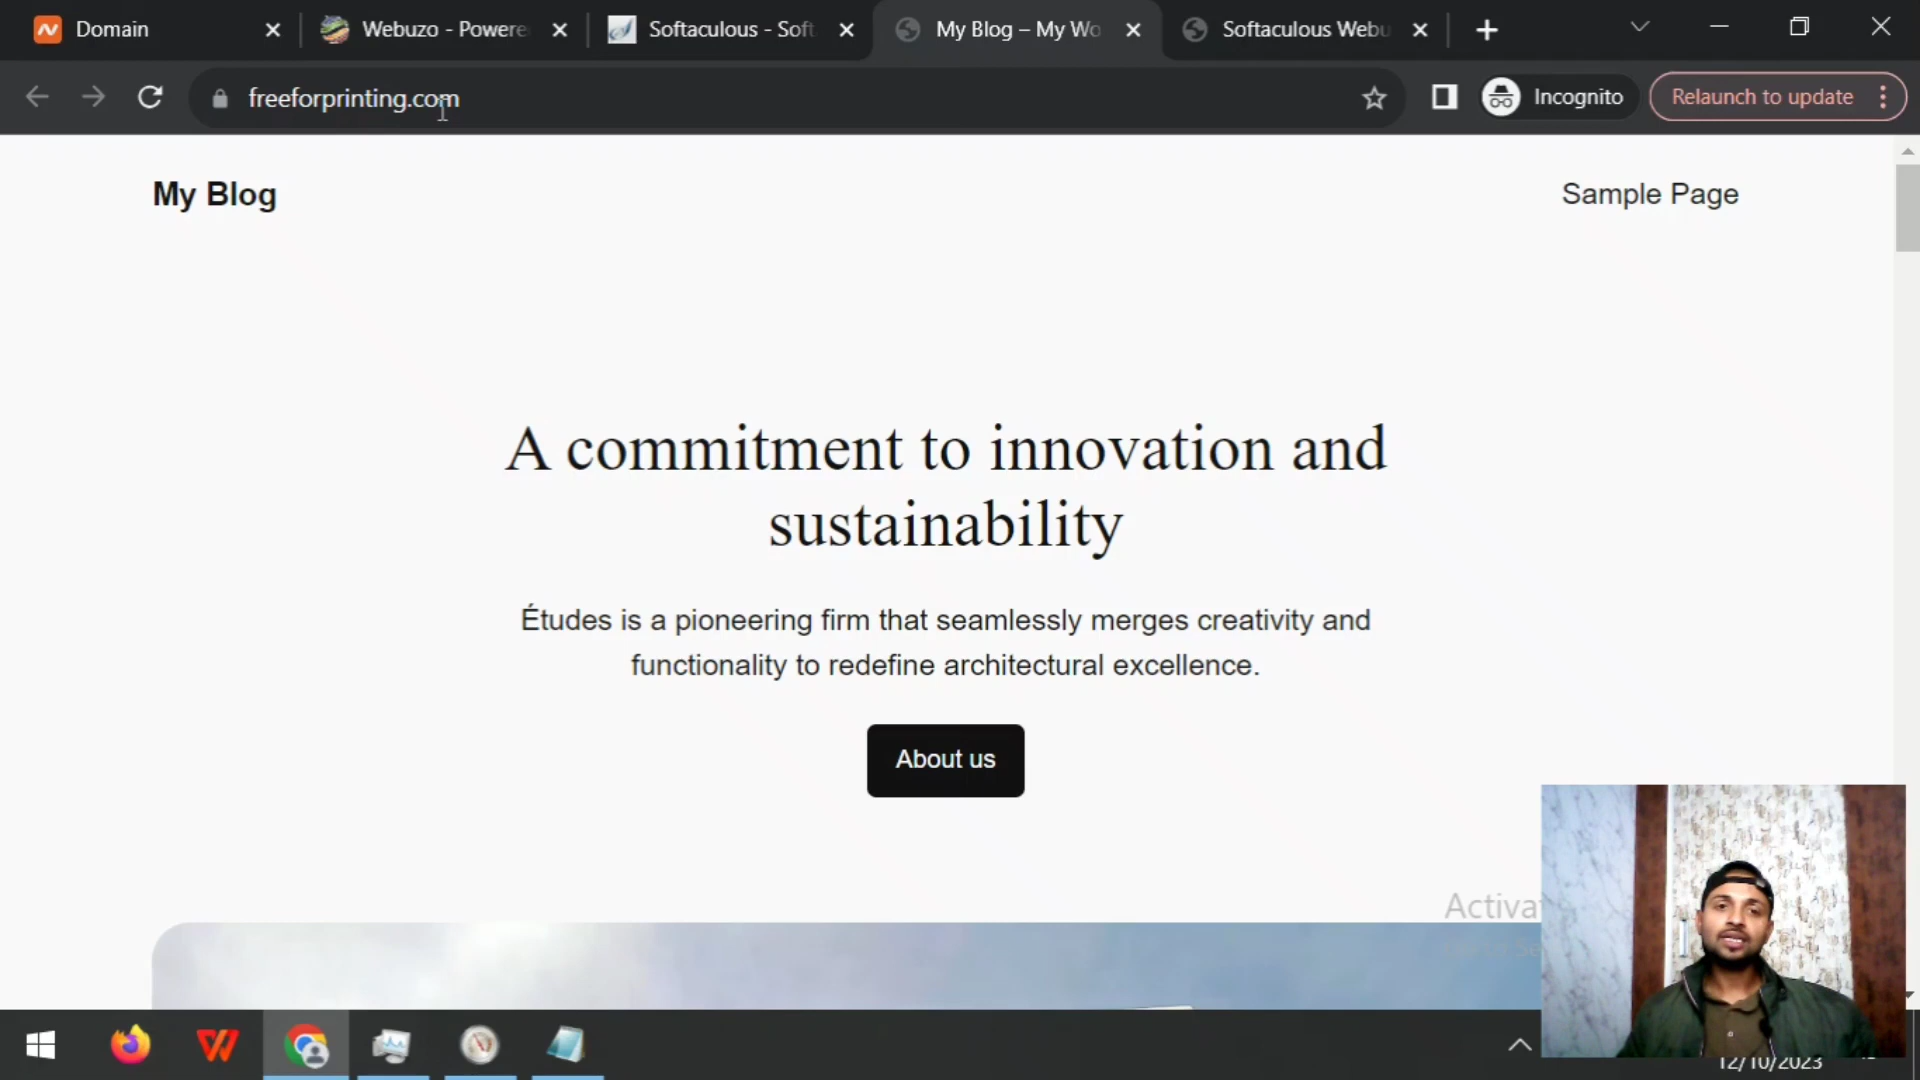 Domain
Webuzo - Powere
Softaculous - Soft
My Blog – My Wo
Softaculous Webu
freeforprinting.com
Incognito
Relaunch to update
My Blog
Sample Page
A commitment to innovation and
sustainability
Études is a pioneering firm that seamlessly merges creativity and
functionality to redefine architectural excellence.
About us
Activa
12/10/2023